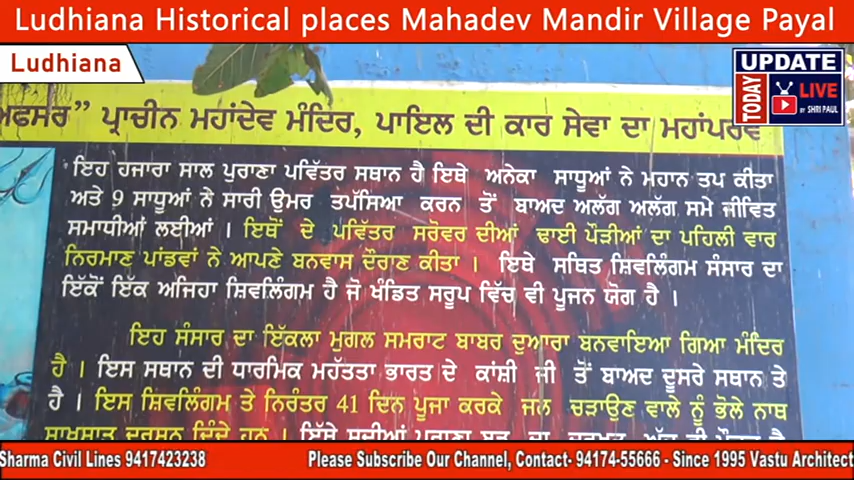 Ludhiana Historical places Mahadev Mandir Village Payal
Ludhiana
UPDATE
TODAY
LIVE
BY SHRI PAUL
ਪ੍ਰਾਚੀਨ ਮਹਾਂਦੇਵ ਮੰਦਿਰ, ਪਾਇਲ ਦੀ ਕਾਰ ਸੇਵਾ ਦਾ ਮਹਾਂਪਰਵ
ਇਹ ਹਜਾਰਾ ਸਾਲ ਪੁਰਾਣਾ ਪਵਿੱਤਰ ਸਥਾਨ ਹੈ ਇਥੇ ਅਨੇਕਾ ਸਾਧੂਆਂ ਨੇ ਮਹਾਨ ਤਪ ਕੀਤਾ
ਅਤੇ 9 ਸਾਧੂਆਂ ਨੇ ਸਾਰੀ ਉਮਰ ਤਪੱਸਿਆ ਕਰਨ ਤੋਂ ਬਾਅਦ ਅਲੱਗ ਅਲੱਗ ਸਮੇ ਜੀਵਿਤ
ਸਮਾਧੀਆਂ ਲਈਆਂ । ਇਥੋਂ ਦੇ ਪਵਿੱਤਰ ਸਰੋਵਰ ਦੀਆਂ ਢਾਈ ਪੌੜੀਆਂ ਦਾ ਪਹਿਲੀ ਵਾਰ
ਨਿਰਮਾਣ ਪਾਂਡਵਾਂ ਨੇ ਆਪਣੇ ਬਨਵਾਸ ਦੌਰਾਣ ਕੀਤਾ । ਇਥੇ ਸਥਿਤ ਸ਼ਿਵਲਿੰਗਮ ਸੰਸਾਰ ਦਾ
ਇੱਕੋਂ ਇੱਕ ਅਜਿਹਾ ਸ਼ਿਵਲਿੰਗਮ ਹੈ ਜੋ ਖੰਡਿਤ ਸਰੂਪ ਵਿੱਚ ਵੀ ਪੂਜਨ ਯੋਗ ਹੈ ।
ਇਹ ਸੰਸਾਰ ਦਾ ਇੱਕਲਾ ਮੁਗਲ ਸਮਰਾਟ ਬਾਬਰ ਦੁਆਰਾ ਬਨਵਾਇਆ ਗਿਆ ਮੰਦਿਰ
ਹੈ । ਇਸ ਸਥਾਨ ਦੀ ਧਾਰਮਿਕ ਮਹੱਤਤਾ ਭਾਰਤ ਦੇ ਕਾਂਸ਼ੀ ਜੀ ਤੋਂ ਬਾਅਦ ਦੂਸਰੇ ਸਥਾਨ ਤੇ
ਹੈ । ਇਸ ਸ਼ਿਵਲਿੰਗਮ ਤੇ ਨਿਰੰਤਰ 41 ਦਿਨ ਪੂਜਾ ਕਰਕੇ ਜਲ ਚੜਾਉਣ ਵਾਲੇ ਨੂੰ ਭੋਲੇ ਨਾਥ
ਸਾਖਸਾਤ ਦਰਸ਼ਨ ਦਿੰਦੇ ਹਨ । ਇੱਥੇ ਸਦੀਆਂ ਪੁਰਾਣਾ
Sharma Civil Lines 9417423238
Please Subscribe Our Channel, Contact- 94174-55666 - Since 1995 Vastu Architect